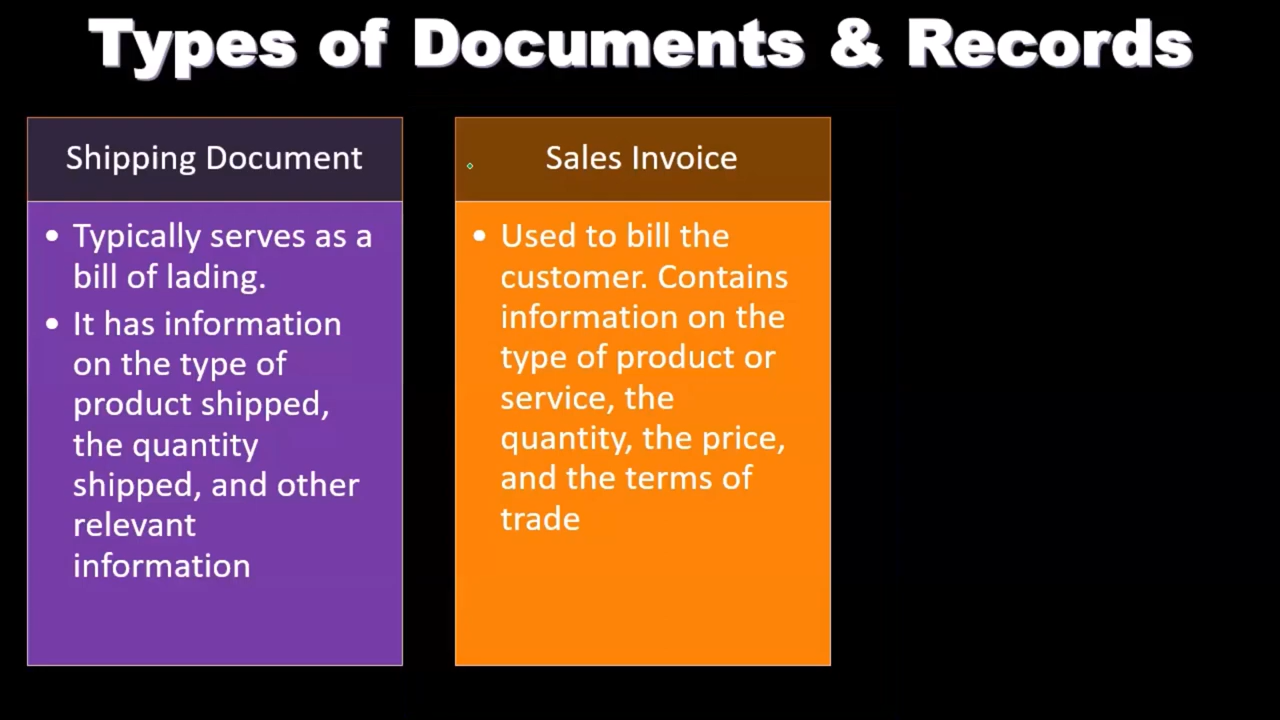 Types of Documents & Records
Shipping Document
• Typically serves as a
bill of lading.
• It has information
on the type of
product shipped,
the quantity
shipped, and other
relevant
information
Sales Invoice
• Used to bill the
customer. Contains
information on the
type of product or
service, the
quantity, the price,
and the terms of
trade